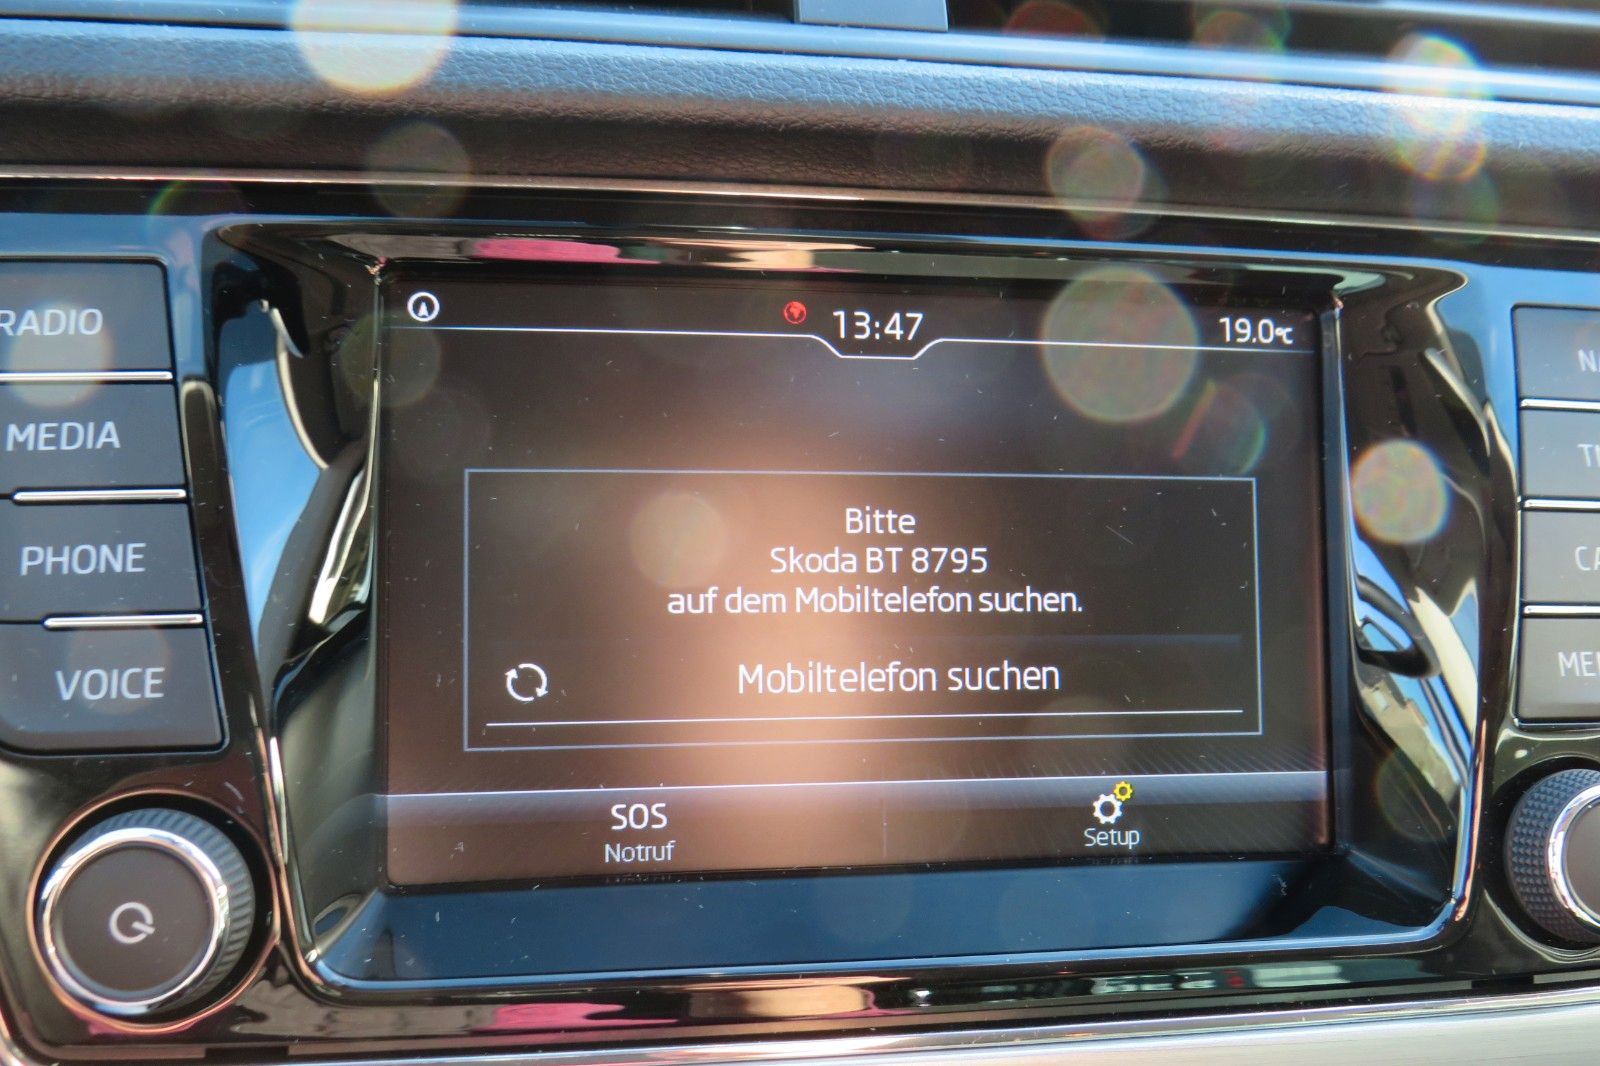 13:47
19.0°C
RADIO
MEDIA
PHONE
VOICE
Bitte
Skoda BT 8795
auf dem Mobiltelefon suchen.
Mobiltelefon suchen
SOS
Notruf
Setup